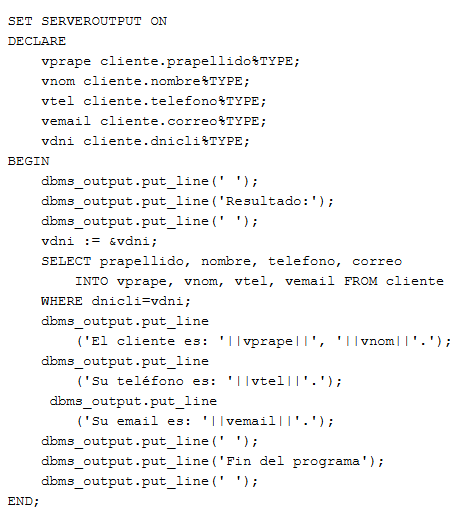 SET SERVEROUTPUT ON
DECLARE
    vprape cliente.prapellido%TYPE;
    vnom cliente.nombre%TYPE;
    vtel cliente.telefono%TYPE;
    vemail cliente.correo%TYPE;
    vdni cliente.dnicli%TYPE;
BEGIN
    dbms_output.put_line(' ');
    dbms_output.put_line('Resultado:');
    dbms_output.put_line(' ');
    vdni := &vdni;
    SELECT prapellido, nombre, telefono, correo
        INTO vprape, vnom, vtel, vemail FROM cliente
    WHERE dnicli=vdni;
    dbms_output.put_line
        ('El cliente es: '||vprape||', '||vnom||'.');
    dbms_output.put_line
        ('Su teléfono es: '||vtel||'.');
     dbms_output.put_line
        ('Su email es: '||vemail||'.');
    dbms_output.put_line(' ');
    dbms_output.put_line('Fin del programa');
    dbms_output.put_line(' ');
END;